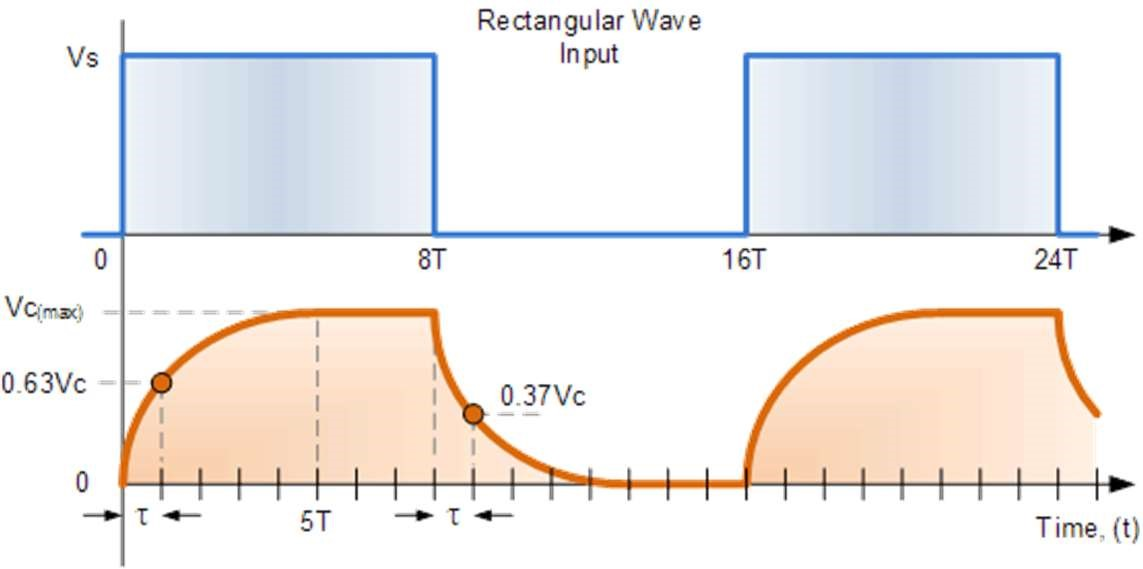 Rectangular Wave
Input
Vs
0
8T
16T
24T
Vc(max)
0.63Vc
0.37Vc
0
τ
5T
τ
Time, (t)